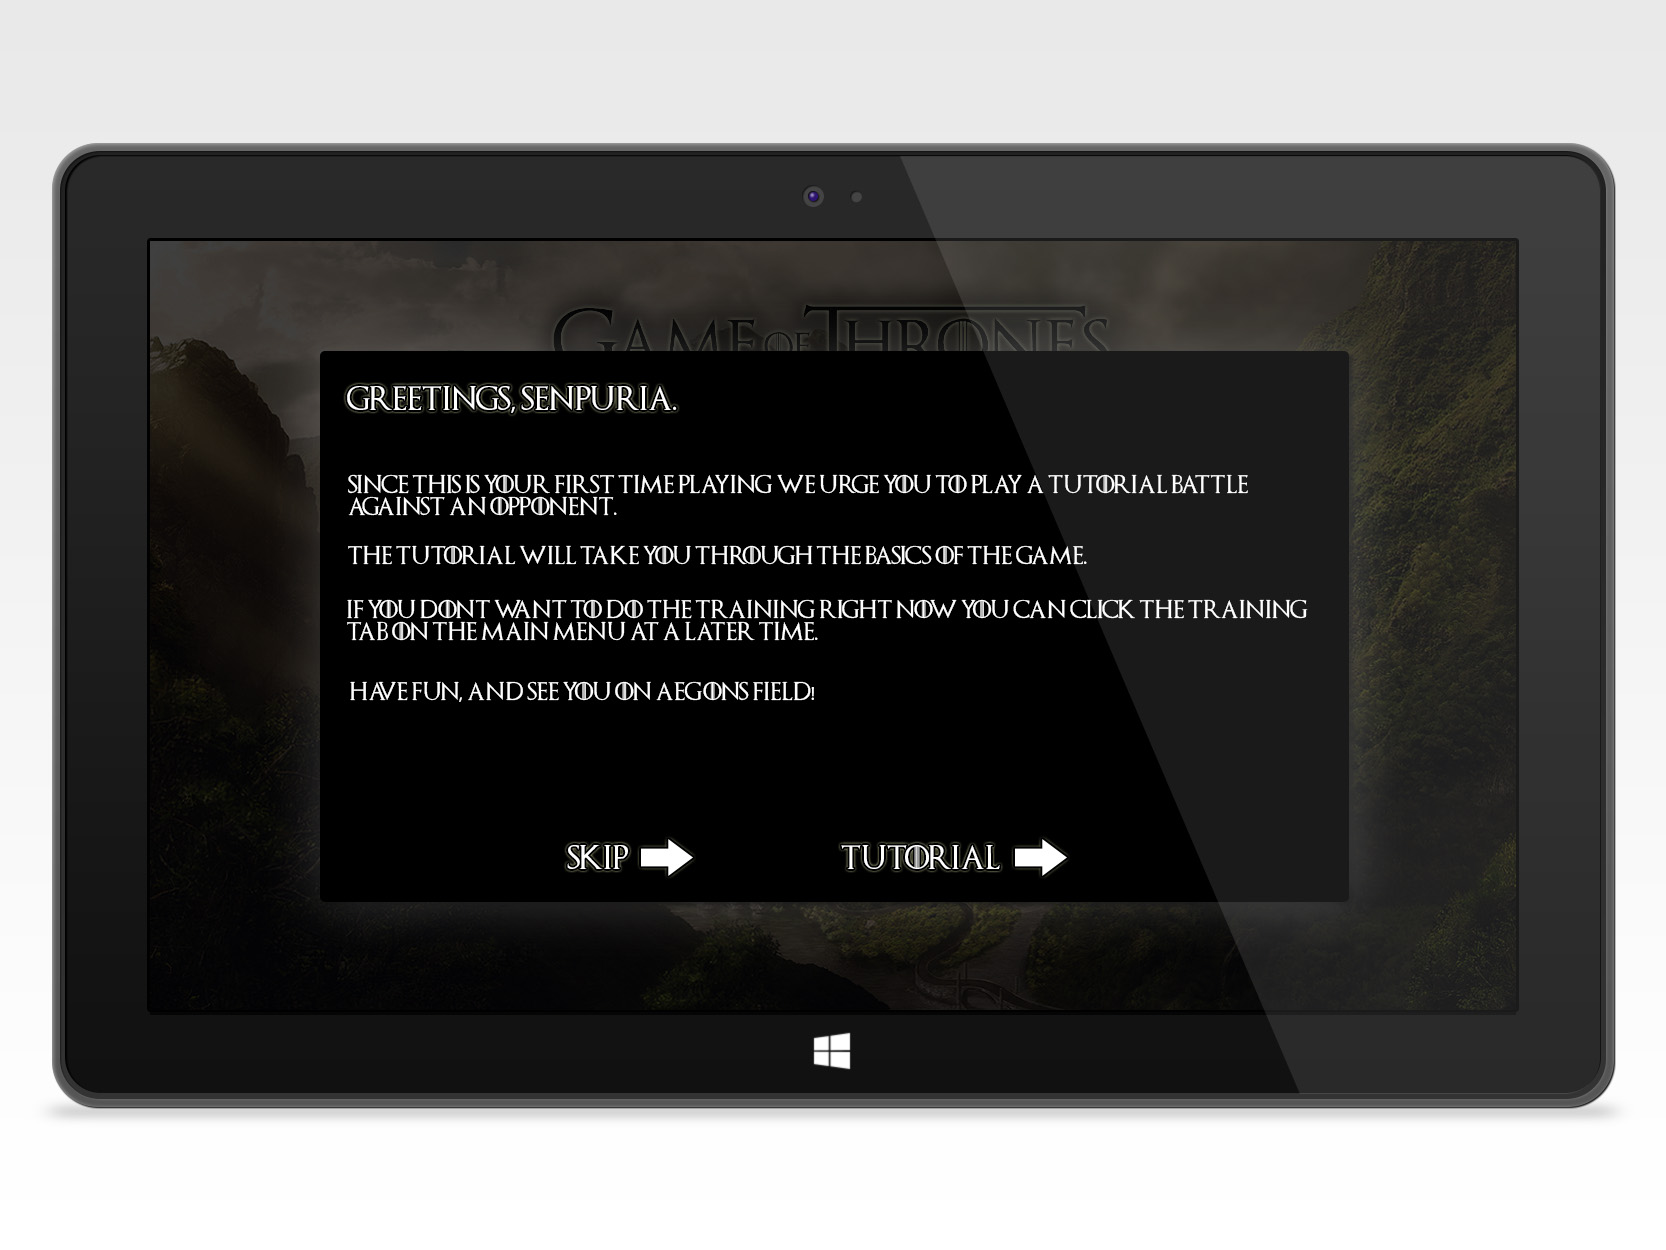 GAME OF THRONES
GREETINGS, SENPURIA.
SINCE THIS IS YOUR FIRST TIME PLAYING WE URGE YOU TO PLAY A TUTORIAL BATTLE
AGAINST AN OPPONENT.
THE TUTORIAL WILL TAKE YOU THROUGH THE BASICS OF THE GAME.
IF YOU DONT WANT TO DO THE TRAINING RIGHT NOW YOU CAN CLICK THE TRAINING
TAB ON THE MAIN MENU AT A LATER TIME.
HAVE FUN, AND SEE YOU ON AEGONS FIELD!
SKIP TUTORIAL